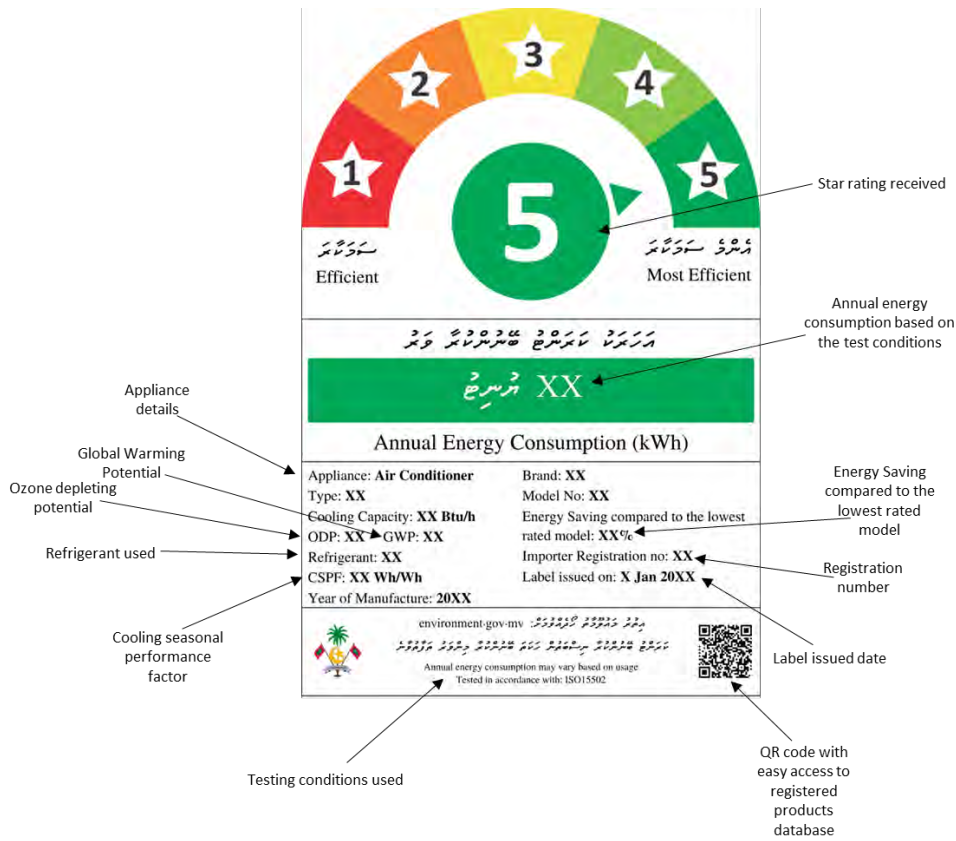 3
2
4
1
5
5
Star rating received
ސަމަކާރަ
Efficient
އެންމެ ސަމަކާރަ
Most Efficient
Annual energy
consumption based on
the test conditions
އަހަރަކު ކަރަންޓު ބޭނުންކުރާ ވަރު
XX ޔުނިޓު
Annual Energy Consumption (kWh)
Appliance
details
Global Warming
Potential
Ozone depleting
potential
Refrigerant used
Cooling seasonal
performance
factor
Appliance: Air Conditioner
Type: XX
Cooling Capacity: XX Btu/h
ODP: XX GWP: XX
Refrigerant: XX
CSPF: XX Wh/Wh
Year of Manufacture: 20XX
Brand: XX
Model No: XX
Energy Saving compared to the lowest
rated model: XX%
Importer Registration no: XX
Label issued on: X Jan 20XX
Energy Saving
compared to the
lowest rated
model
Registration
number
Label issued date
އިތުރު މައުލޫމާތު ހޯދެއްވުމަށް: environment-gov-mv
ކަރަންޓު ބޭނުންކުރާ ނިސްބަތުން ހަކަތަ ބޭނުންކުރާ މިންވަރު ތަފާތުވާނެ
Annual energy consumption may vary based on usage
Tested in accordance with: ISO15502
Testing conditions used
QR code with
easy access to
registered
products
database